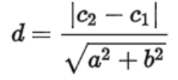 d = |c₂ − c₁| / √(a² + b²)